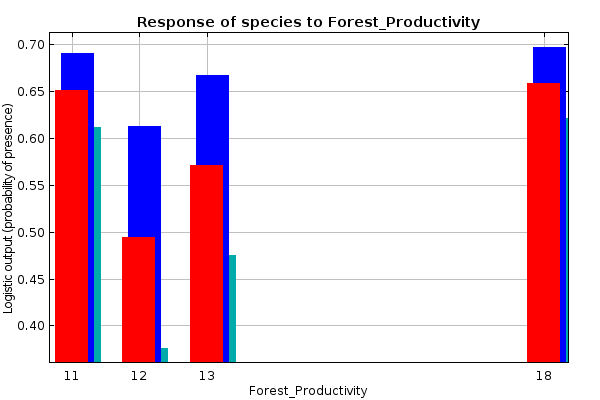 Response of species to Forest_Productivity
Logistic output (probability of presence)
0.70
0.65
0.60
0.55
0.50
0.45
0.40
11 12 13 18
Forest_Productivity